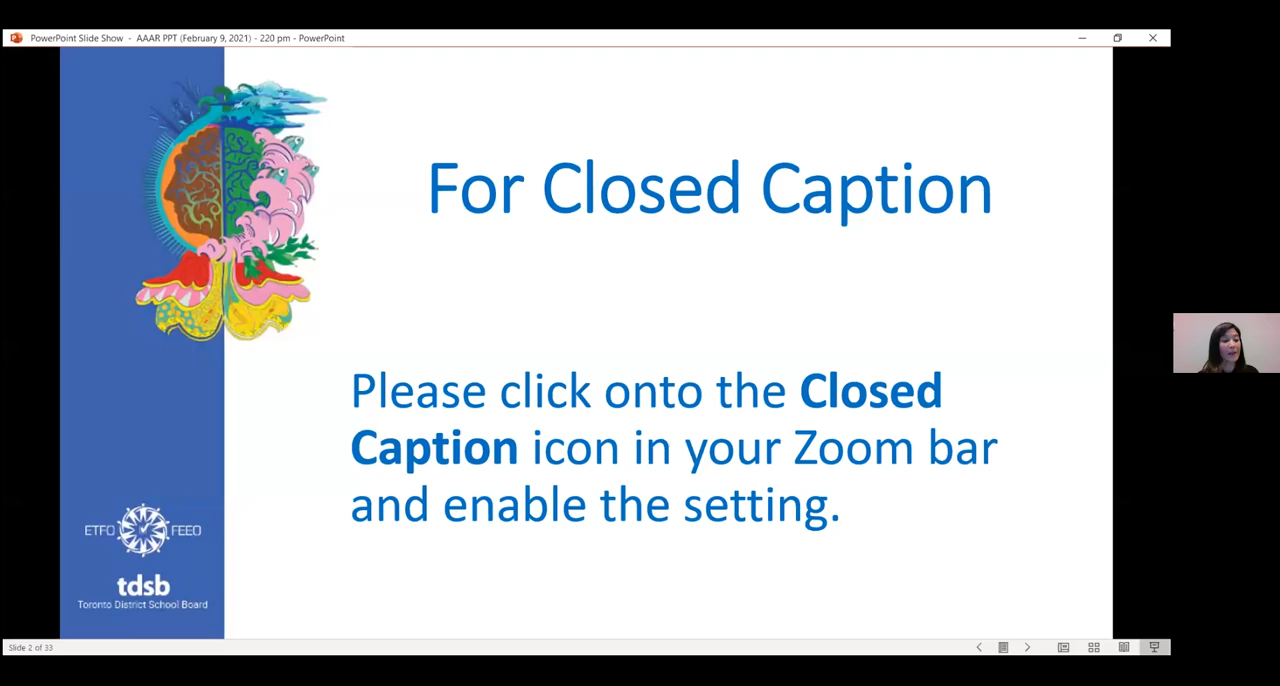 PowerPoint Slide Show - AAAR PPT (February 9, 2021) - 220 pm - PowerPoint
For Closed Caption
Please click onto the Closed
Caption icon in your Zoom bar
and enable the setting.
ETFO FEEO
tdsb
Toronto District School Board
Slide 2 of 33